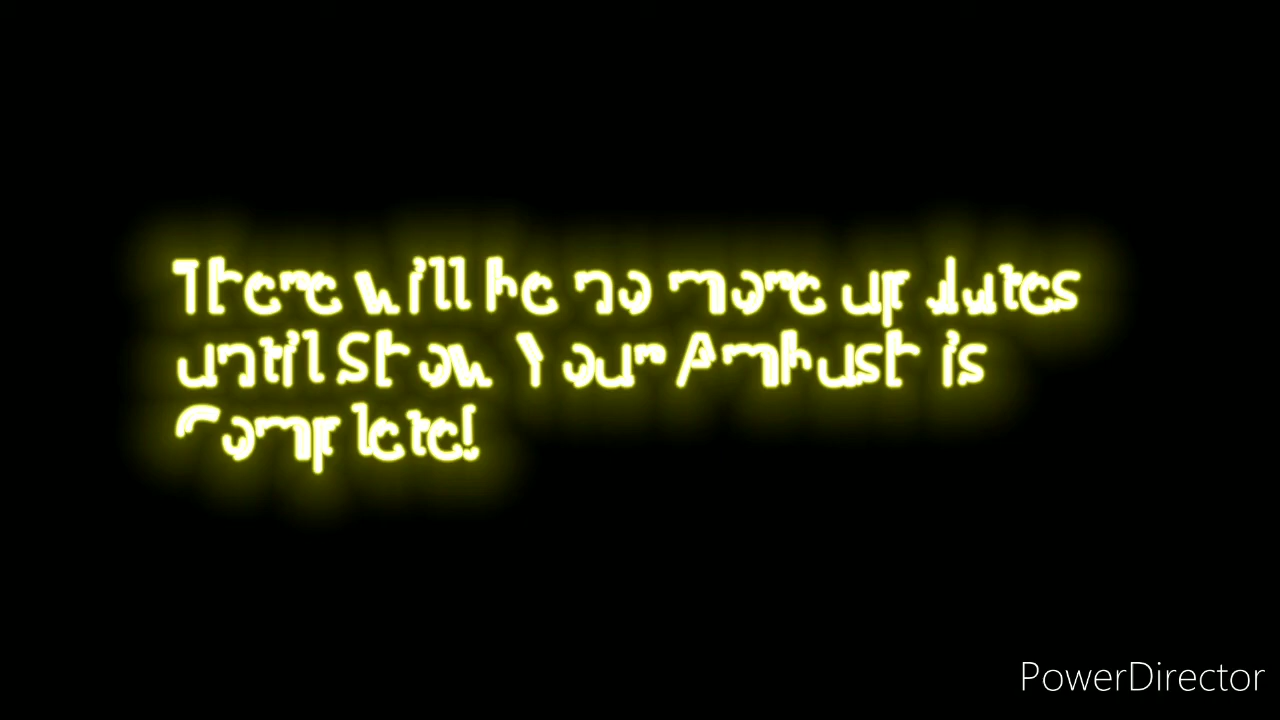 There will be no more updates
until Show Your Ambush is
Complete!
PowerDirector